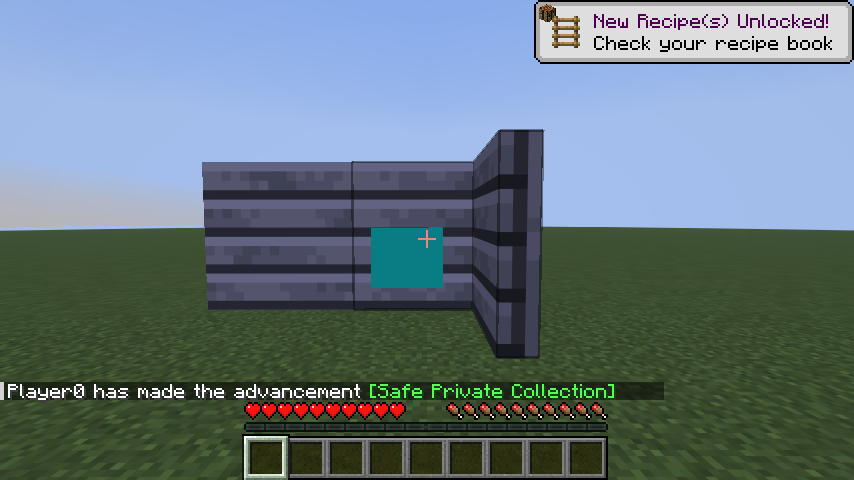 New Recipe(s) Unlocked!
Check your recipe book
Player0 has made the advancement [Safe Private Collection]